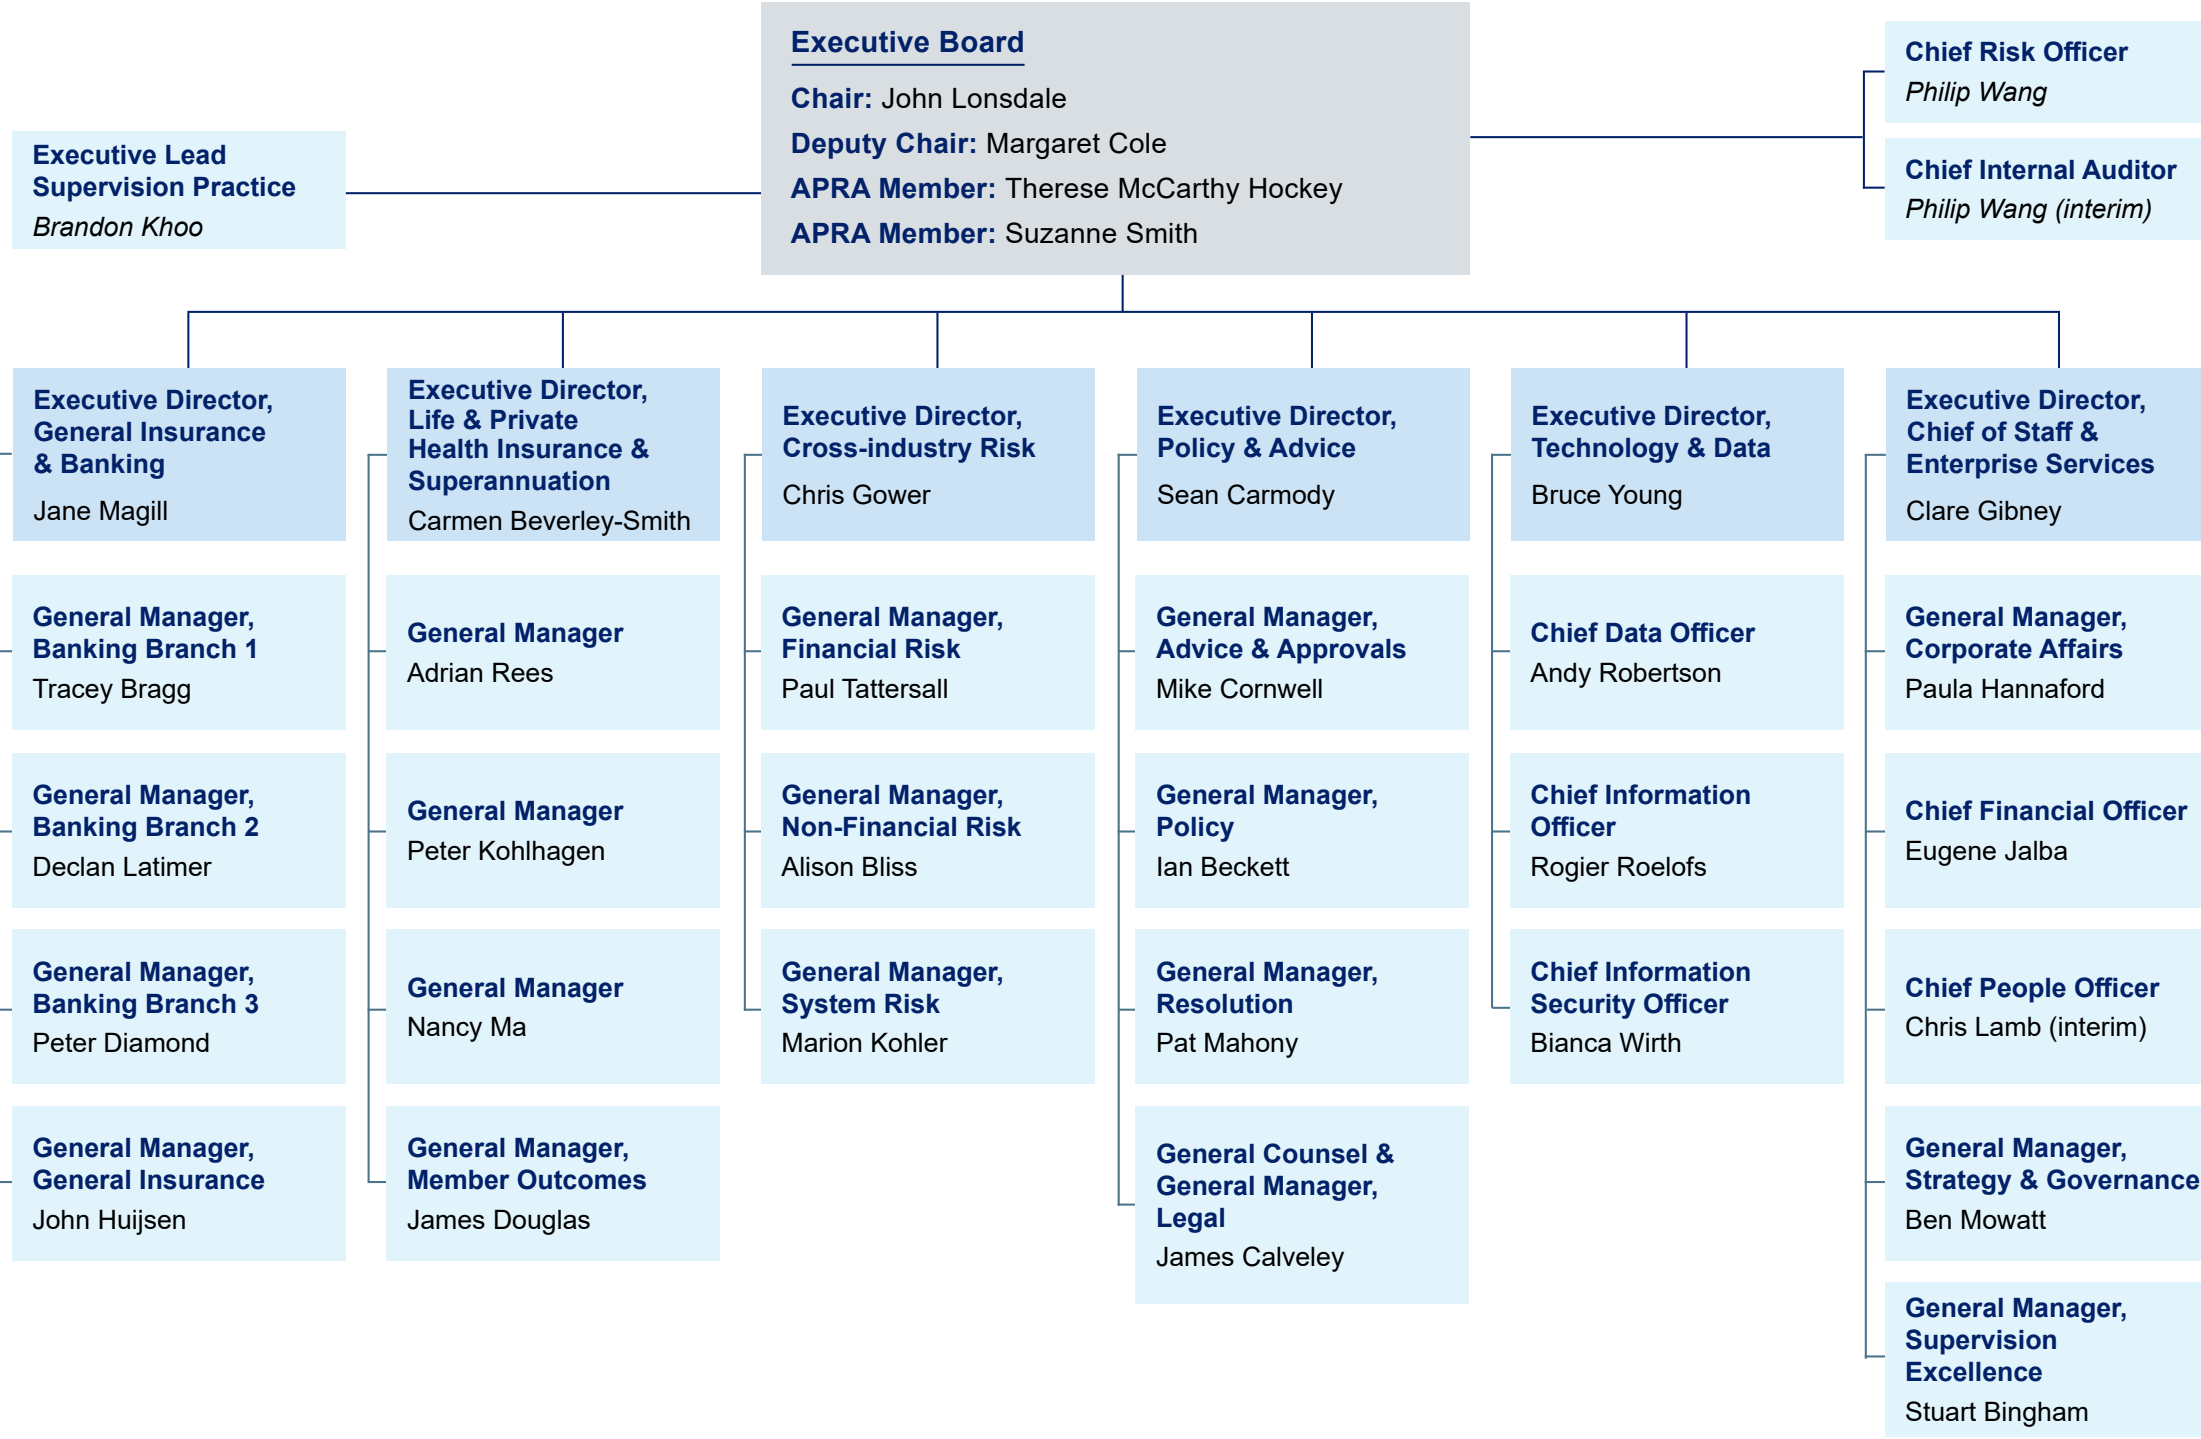 Executive Board
Chair: John Lonsdale
Deputy Chair: Margaret Cole
APRA Member: Therese McCarthy Hockey
APRA Member: Suzanne Smith
Executive Lead
Supervision Practice
Brandon Khoo
Chief Risk Officer
Philip Wang
Chief Internal Auditor
Philip Wang (interim)
Executive Director,
General Insurance
& Banking
Jane Magill
General Manager,
Banking Branch 1
Tracey Bragg
General Manager,
Banking Branch 2
Declan Latimer
General Manager,
Banking Branch 3
Peter Diamond
General Manager,
General Insurance
John Huijsen
Executive Director,
Life & Private
Health Insurance &
Superannuation
Carmen Beverley-Smith
General Manager
Adrian Rees
General Manager
Peter Kohlhagen
General Manager
Nancy Ma
General Manager,
Member Outcomes
James Douglas
Executive Director,
Cross-industry Risk
Chris Gower
General Manager,
Financial Risk
Paul Tattersall
General Manager,
Non-Financial Risk
Alison Bliss
General Manager,
System Risk
Marion Kohler
Executive Director,
Policy & Advice
Sean Carmody
General Manager,
Advice & Approvals
Mike Cornwell
General Manager,
Policy
Ian Beckett
General Manager,
Resolution
Pat Mahony
General Counsel &
General Manager,
Legal
James Calveley
Executive Director,
Technology & Data
Bruce Young
Chief Data Officer
Andy Robertson
Chief Information
Officer
Rogier Roelofs
Chief Information
Security Officer
Bianca Wirth
Executive Director,
Chief of Staff &
Enterprise Services
Clare Gibney
General Manager,
Corporate Affairs
Paula Hannaford
Chief Financial Officer
Eugene Jalba
Chief People Officer
Chris Lamb (interim)
General Manager,
Strategy & Governance
Ben Mowatt
General Manager,
Supervision
Excellence
Stuart Bingham